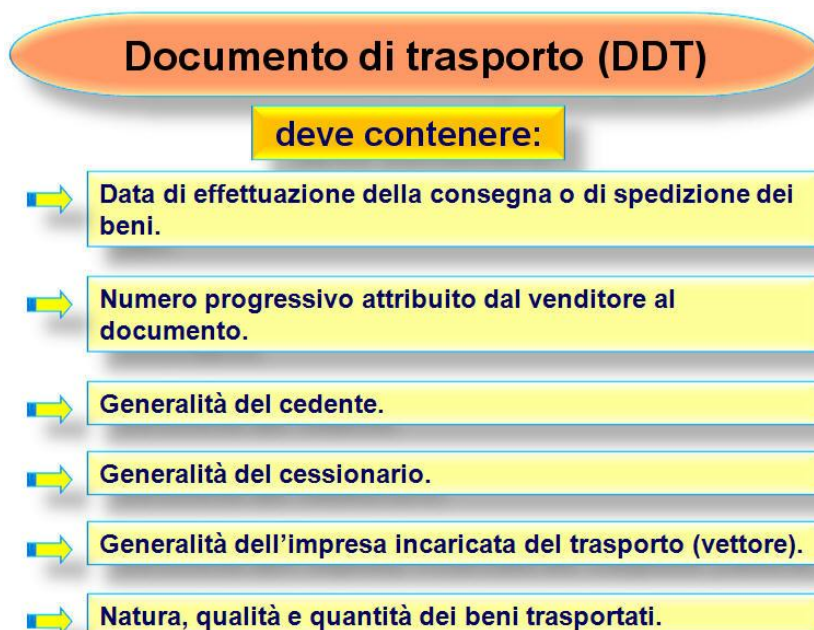 Documento di trasporto (DDT)
deve contenere:
Data di effettuazione della consegna o di spedizione dei
beni.
Numero progressivo attribuito dal venditore al
documento.
Generalità del cedente.
Generalità del cessionario.
Generalità dell’impresa incaricata del trasporto (vettore).
Natura, qualità e quantità dei beni trasportati.